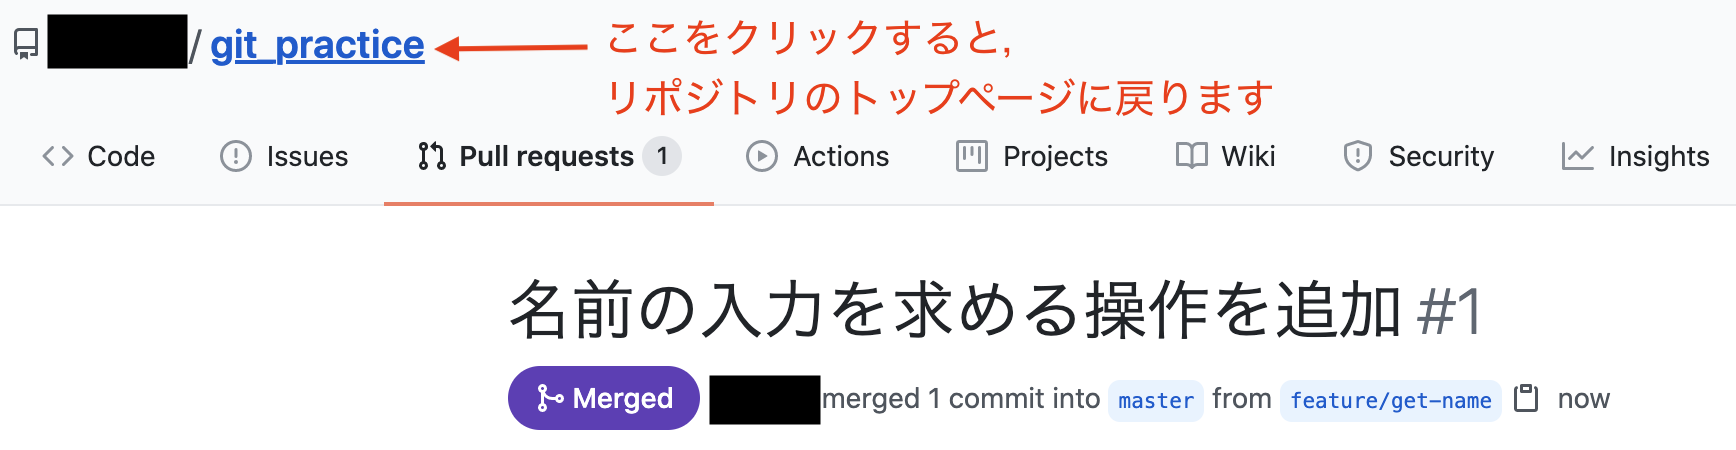 / git_practice
ここをクリックすると,
リポジトリのトップページに戻ります
Code Issues Pull requests 1 Actions Projects Wiki Security Insights
名前の入力を求める操作を追加 #1
Merged merged 1 commit into master from feature/get-name now